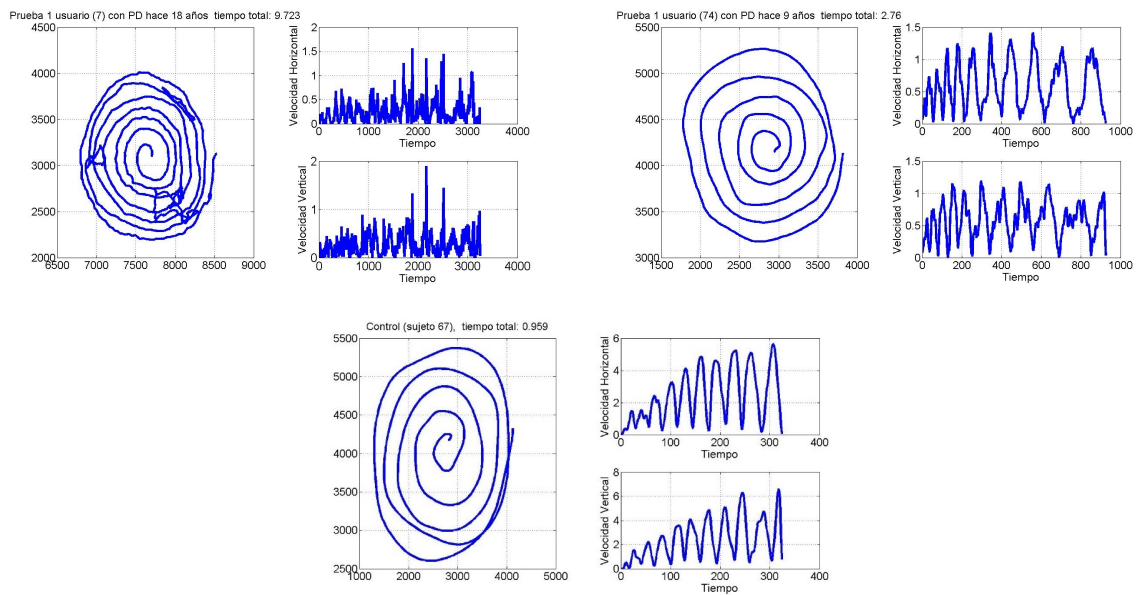 Prueba 1 usuario (7) con PD hace 18 años tiempo total: 9.723
4500
4000
3500
3000
2500
2000
6500 7000 7500 8000 8500 9000
Velocidad Horizontal
2
1.5
1
0.5
0
0 1000 2000 3000 4000
Tiempo
Velocidad Vertical
2
1
0
0 1000 2000 3000 4000
Tiempo
Prueba 1 usuario (74) con PD hace 9 años tiempo total: 2.76
5500
5000
4500
4000
3500
3000
1500 2000 2500 3000 3500 4000
Velocidad Horizontal
1.5
1
0.5
0
0 200 400 600 800 1000
Tiempo
Velocidad Vertical
1.5
1
0.5
0
0 200 400 600 800 1000
Tiempo
Control (sujeto 67), tiempo total: 0.959
5500
5000
4500
4000
3500
3000
2500
1000 2000 3000 4000 5000
Velocidad Horizontal
6
4
2
0
0 100 200 300 400
Tiempo
Velocidad Vertical
8
6
4
2
0
0 100 200 300 400
Tiempo